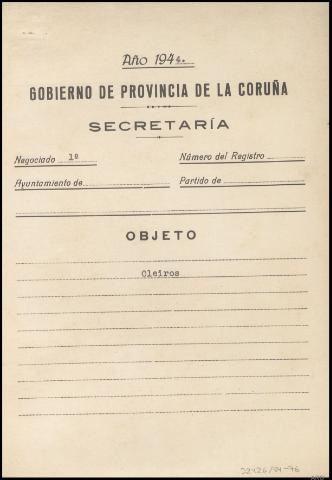 Año 1944.
GOBIERNO DE PROVINCIA DE LA CORUÑA
SECRETARÍA
Negociado 1º Número del Registro
Ayuntamiento de Partido de
OBJETO
Cleiros